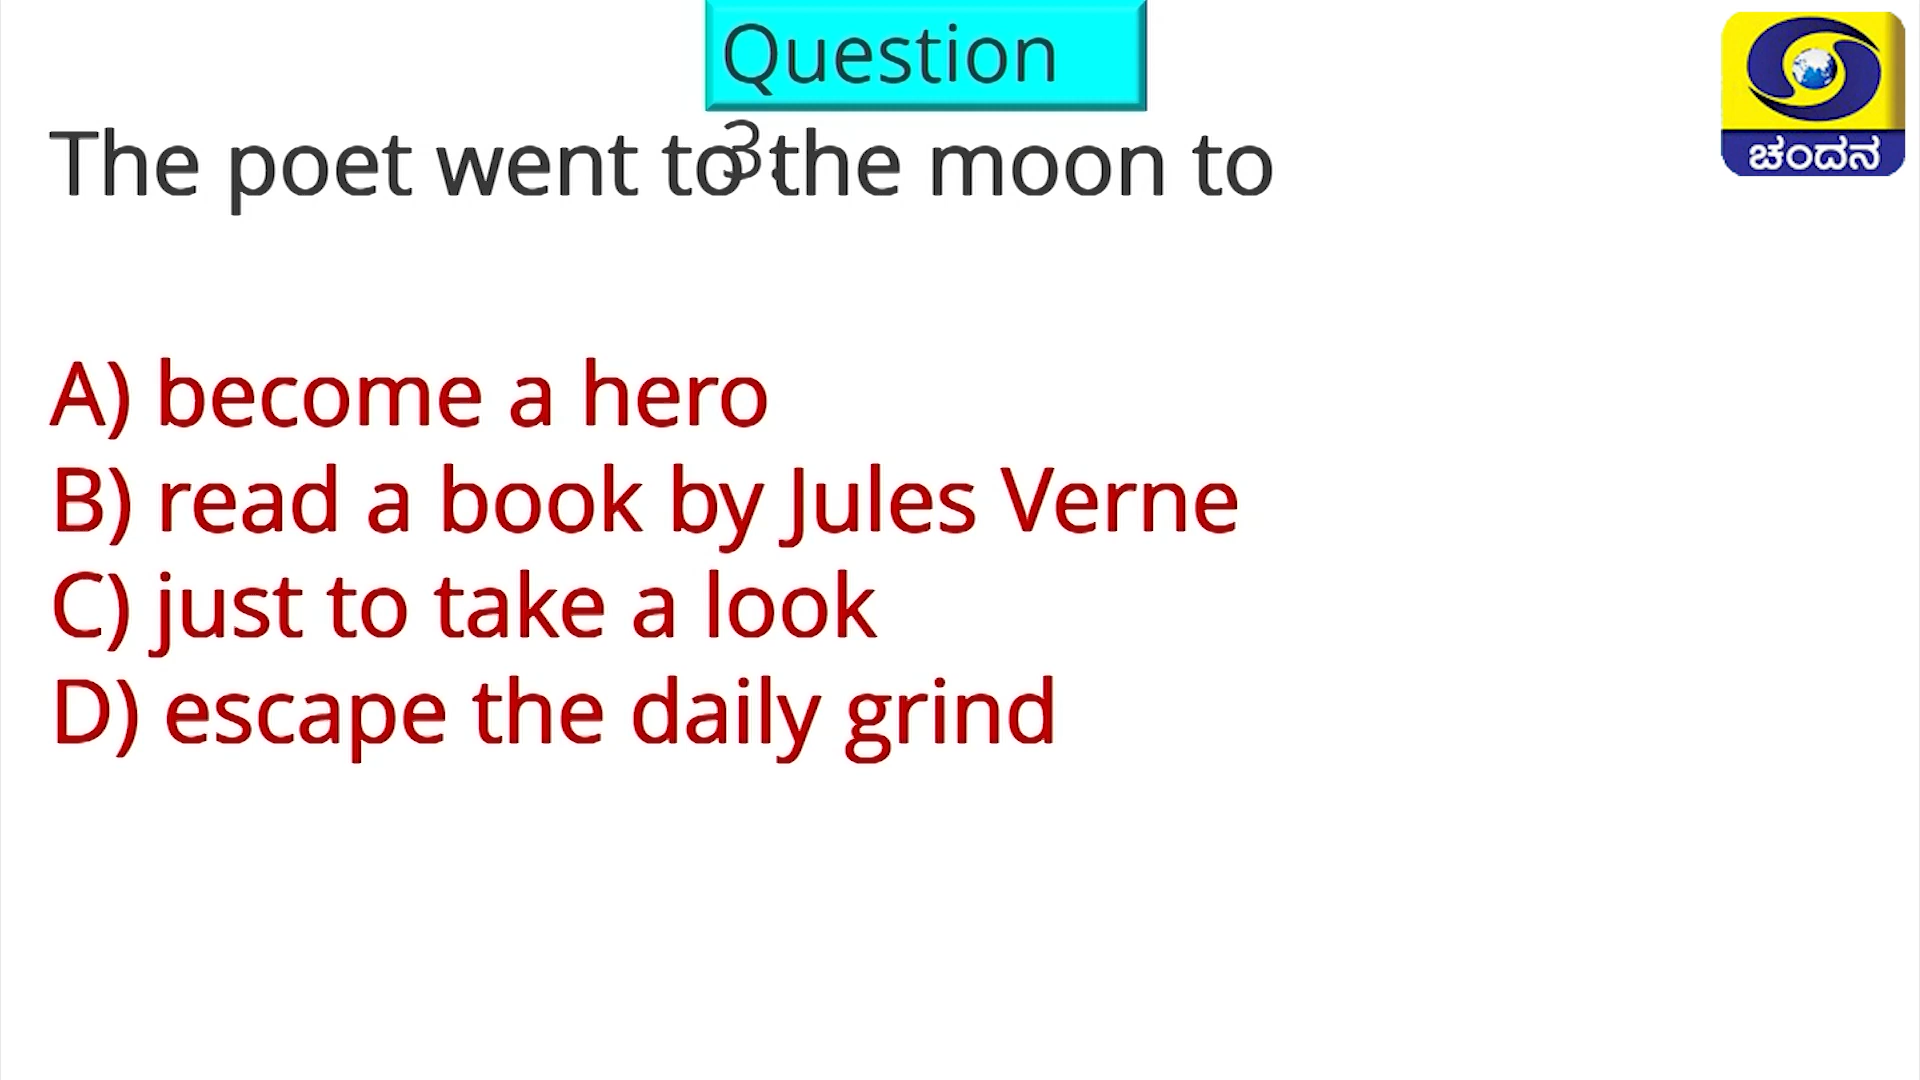 Question
3.
The poet went to the moon to
ಚಂದನ
A) become a hero
B) read a book by Jules Verne
C) just to take a look
D) escape the daily grind